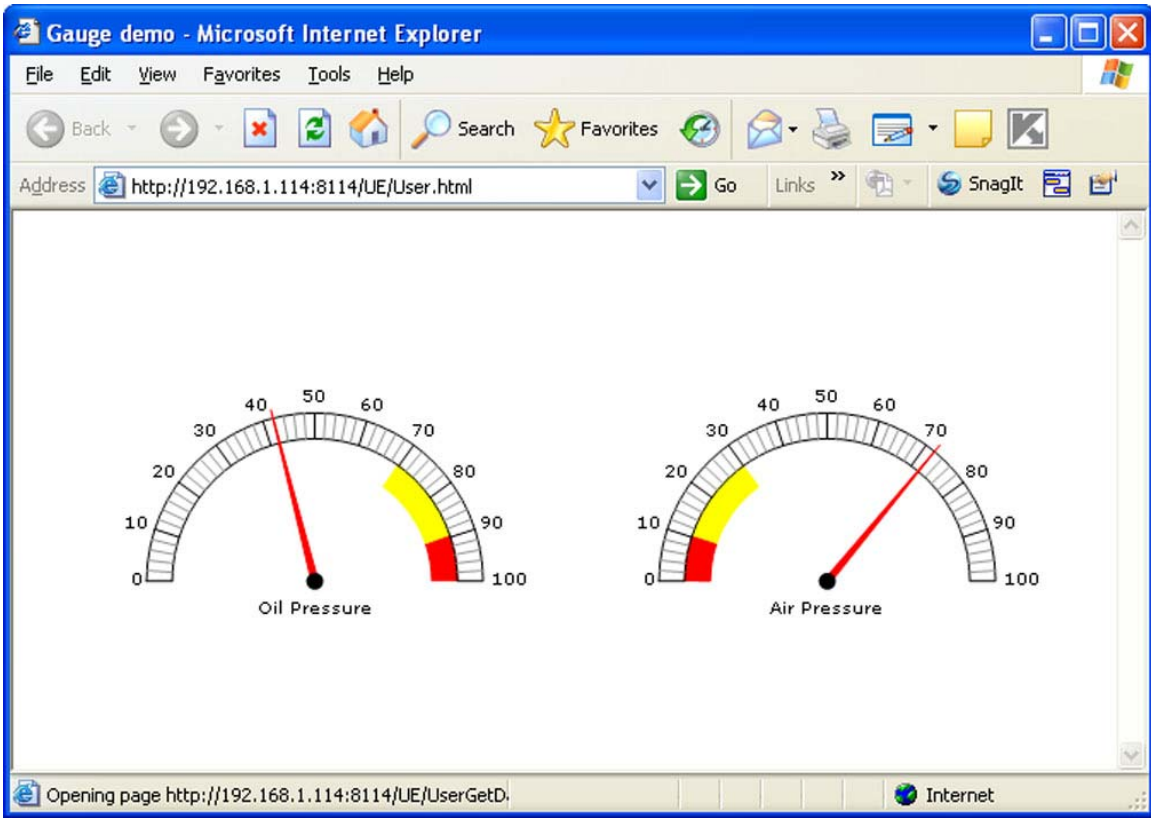 Gauge demo - Microsoft Internet Explorer
File Edit View Favorites Tools Help
Back Search Favorites
Address http://192.168.1.114:8114/UE/User.html Go Links » SnagIt
0 10 20 30 40 50 60 70 80 90 100
Oil Pressure
0 10 20 30 40 50 60 70 80 90 100
Air Pressure
Opening page http://192.168.1.114:8114/UE/UserGetD Internet